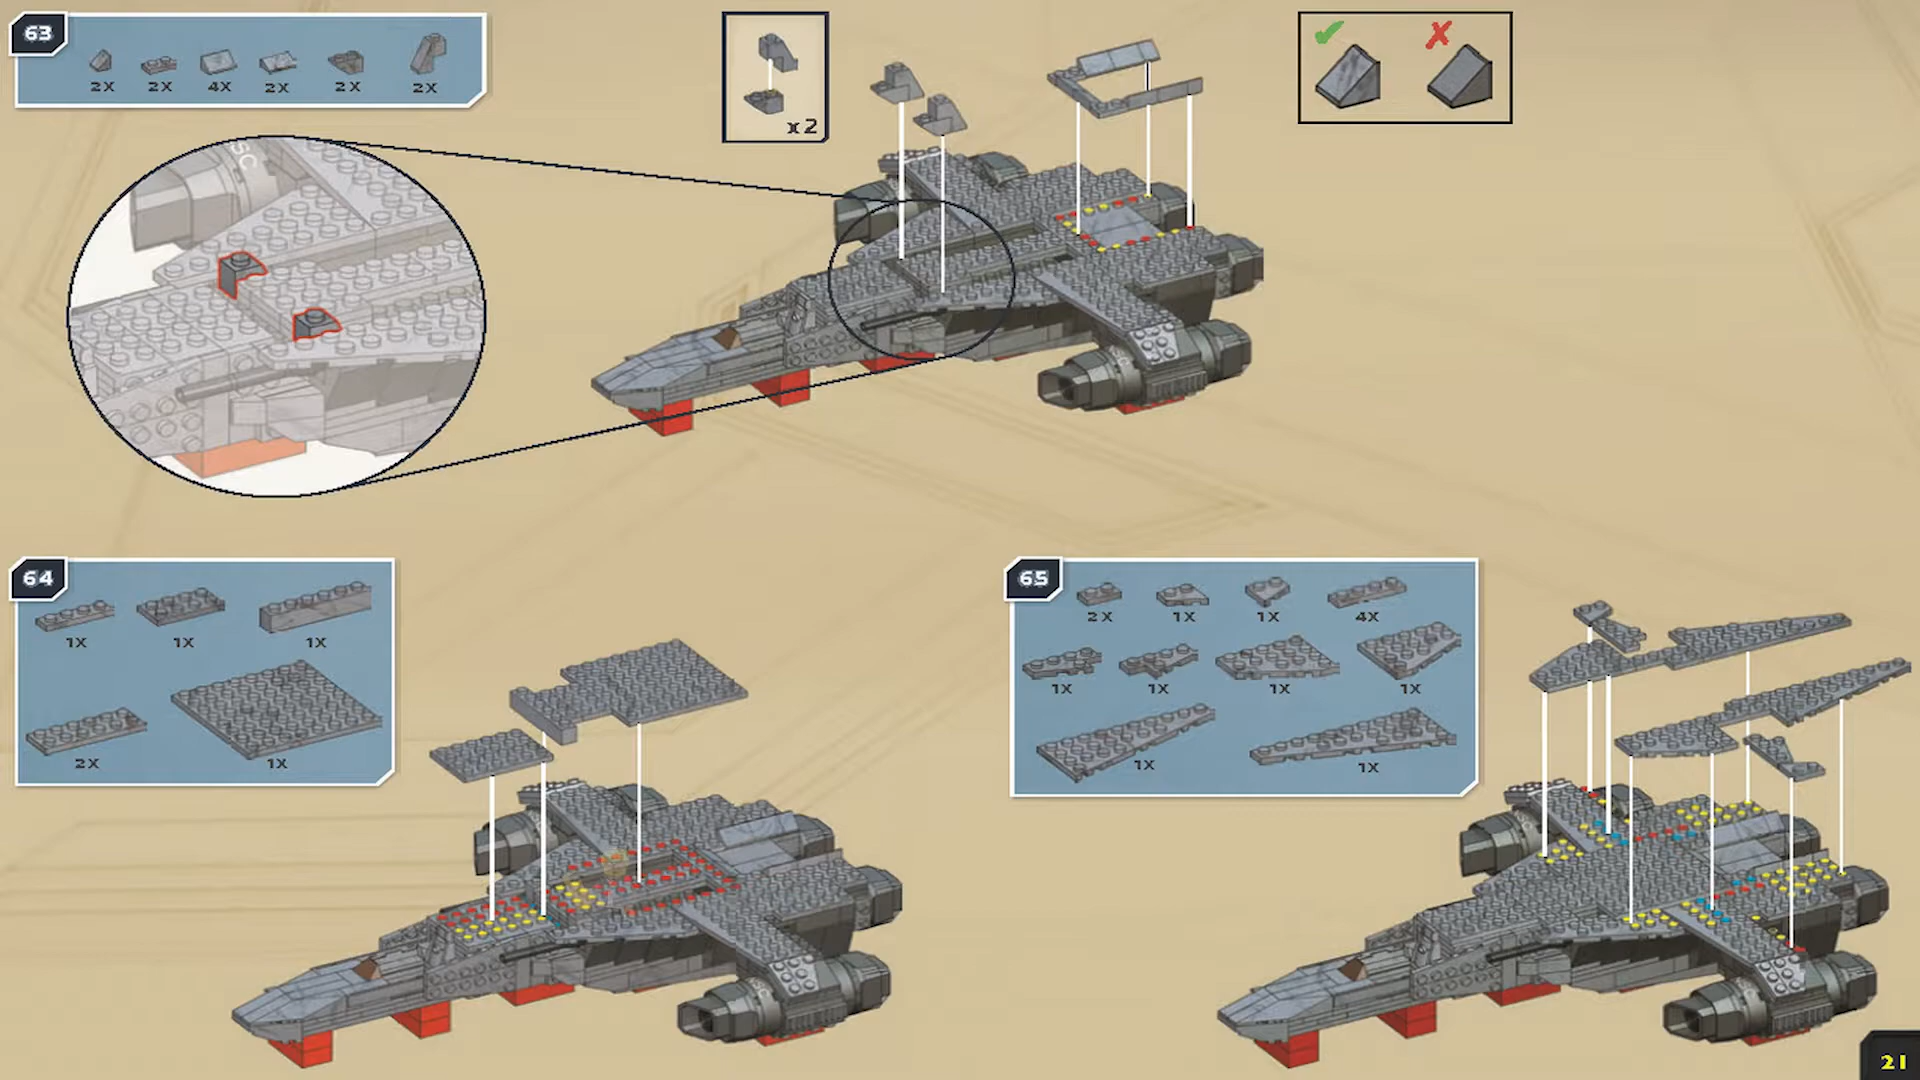 63
2X 2X 4X 2X 2X 2X
x2
SC
64
1X 1X 1X
2X 1X
65
2X 1X 1X 4X
1X 1X 1X 1X
1X 1X
21